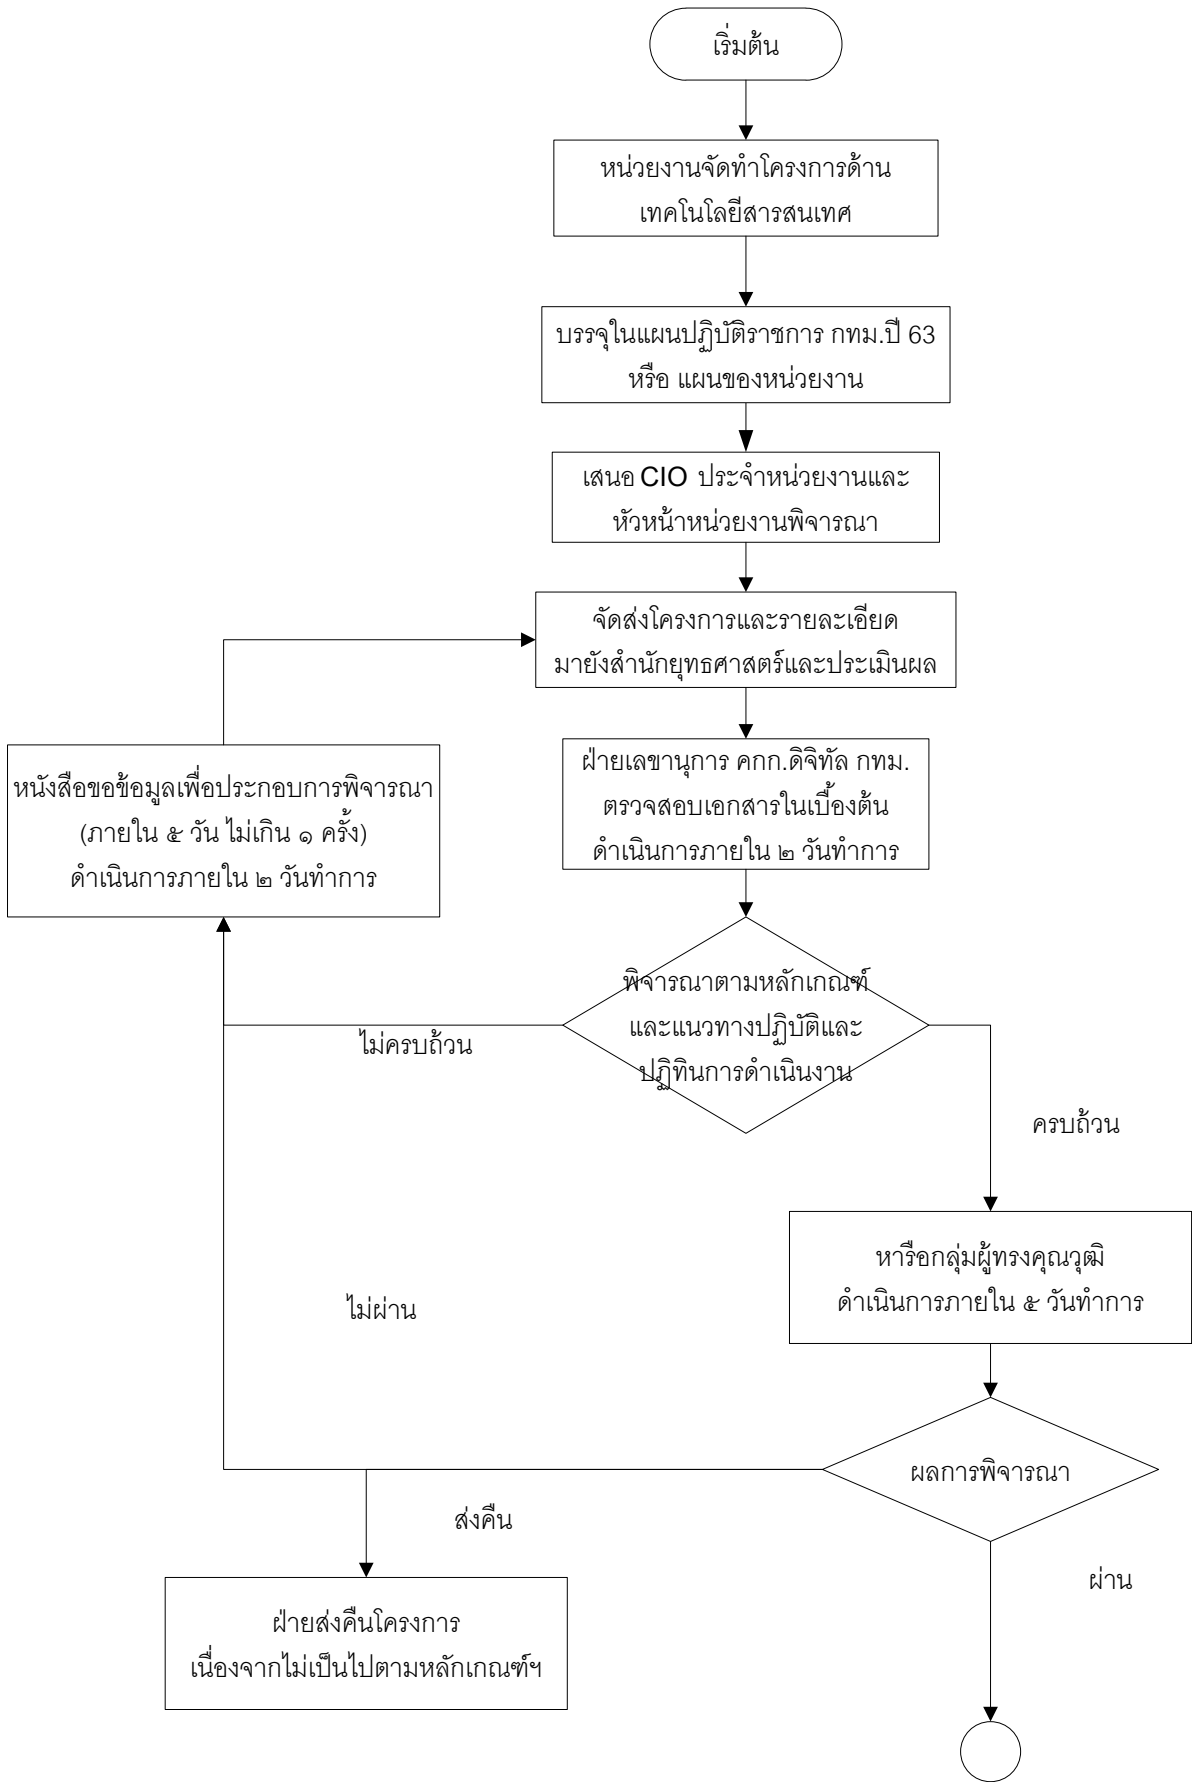 เริ่มต้น
หน่วยงานจัดทำโครงการด้าน
เทคโนโลยีสารสนเทศ
บรรจุในแผนปฏิบัติราชการ กทม.ปี 63
หรือ แผนของหน่วยงาน
เสนอ CIO ประจำหน่วยงานและ
หัวหน้าหน่วยงานพิจารณา
จัดส่งโครงการและรายละเอียด
มายังสำนักยุทธศาสตร์และประเมินผล
หนังสือขอข้อมูลเพื่อประกอบการพิจารณา
(ภายใน ๕ วัน ไม่เกิน ๑ ครั้ง)
ดำเนินการภายใน ๒ วันทำการ
ฝ่ายเลขานุการ คกก.ดิจิทัล กทม.
ตรวจสอบเอกสารในเบื้องต้น
ดำเนินการภายใน ๒ วันทำการ
พิจารณาตามหลักเกณฑ์
และแนวทางปฏิบัติและ
ปฏิทินการดำเนินงาน
ไม่ครบถ้วน
ครบถ้วน
หารือกลุ่มผู้ทรงคุณวุฒิ
ดำเนินการภายใน ๕ วันทำการ
ไม่ผ่าน
ผลการพิจารณา
ส่งคืน
ผ่าน
ฝ่ายส่งคืนโครงการ
เนื่องจากไม่เป็นไปตามหลักเกณฑ์ฯ